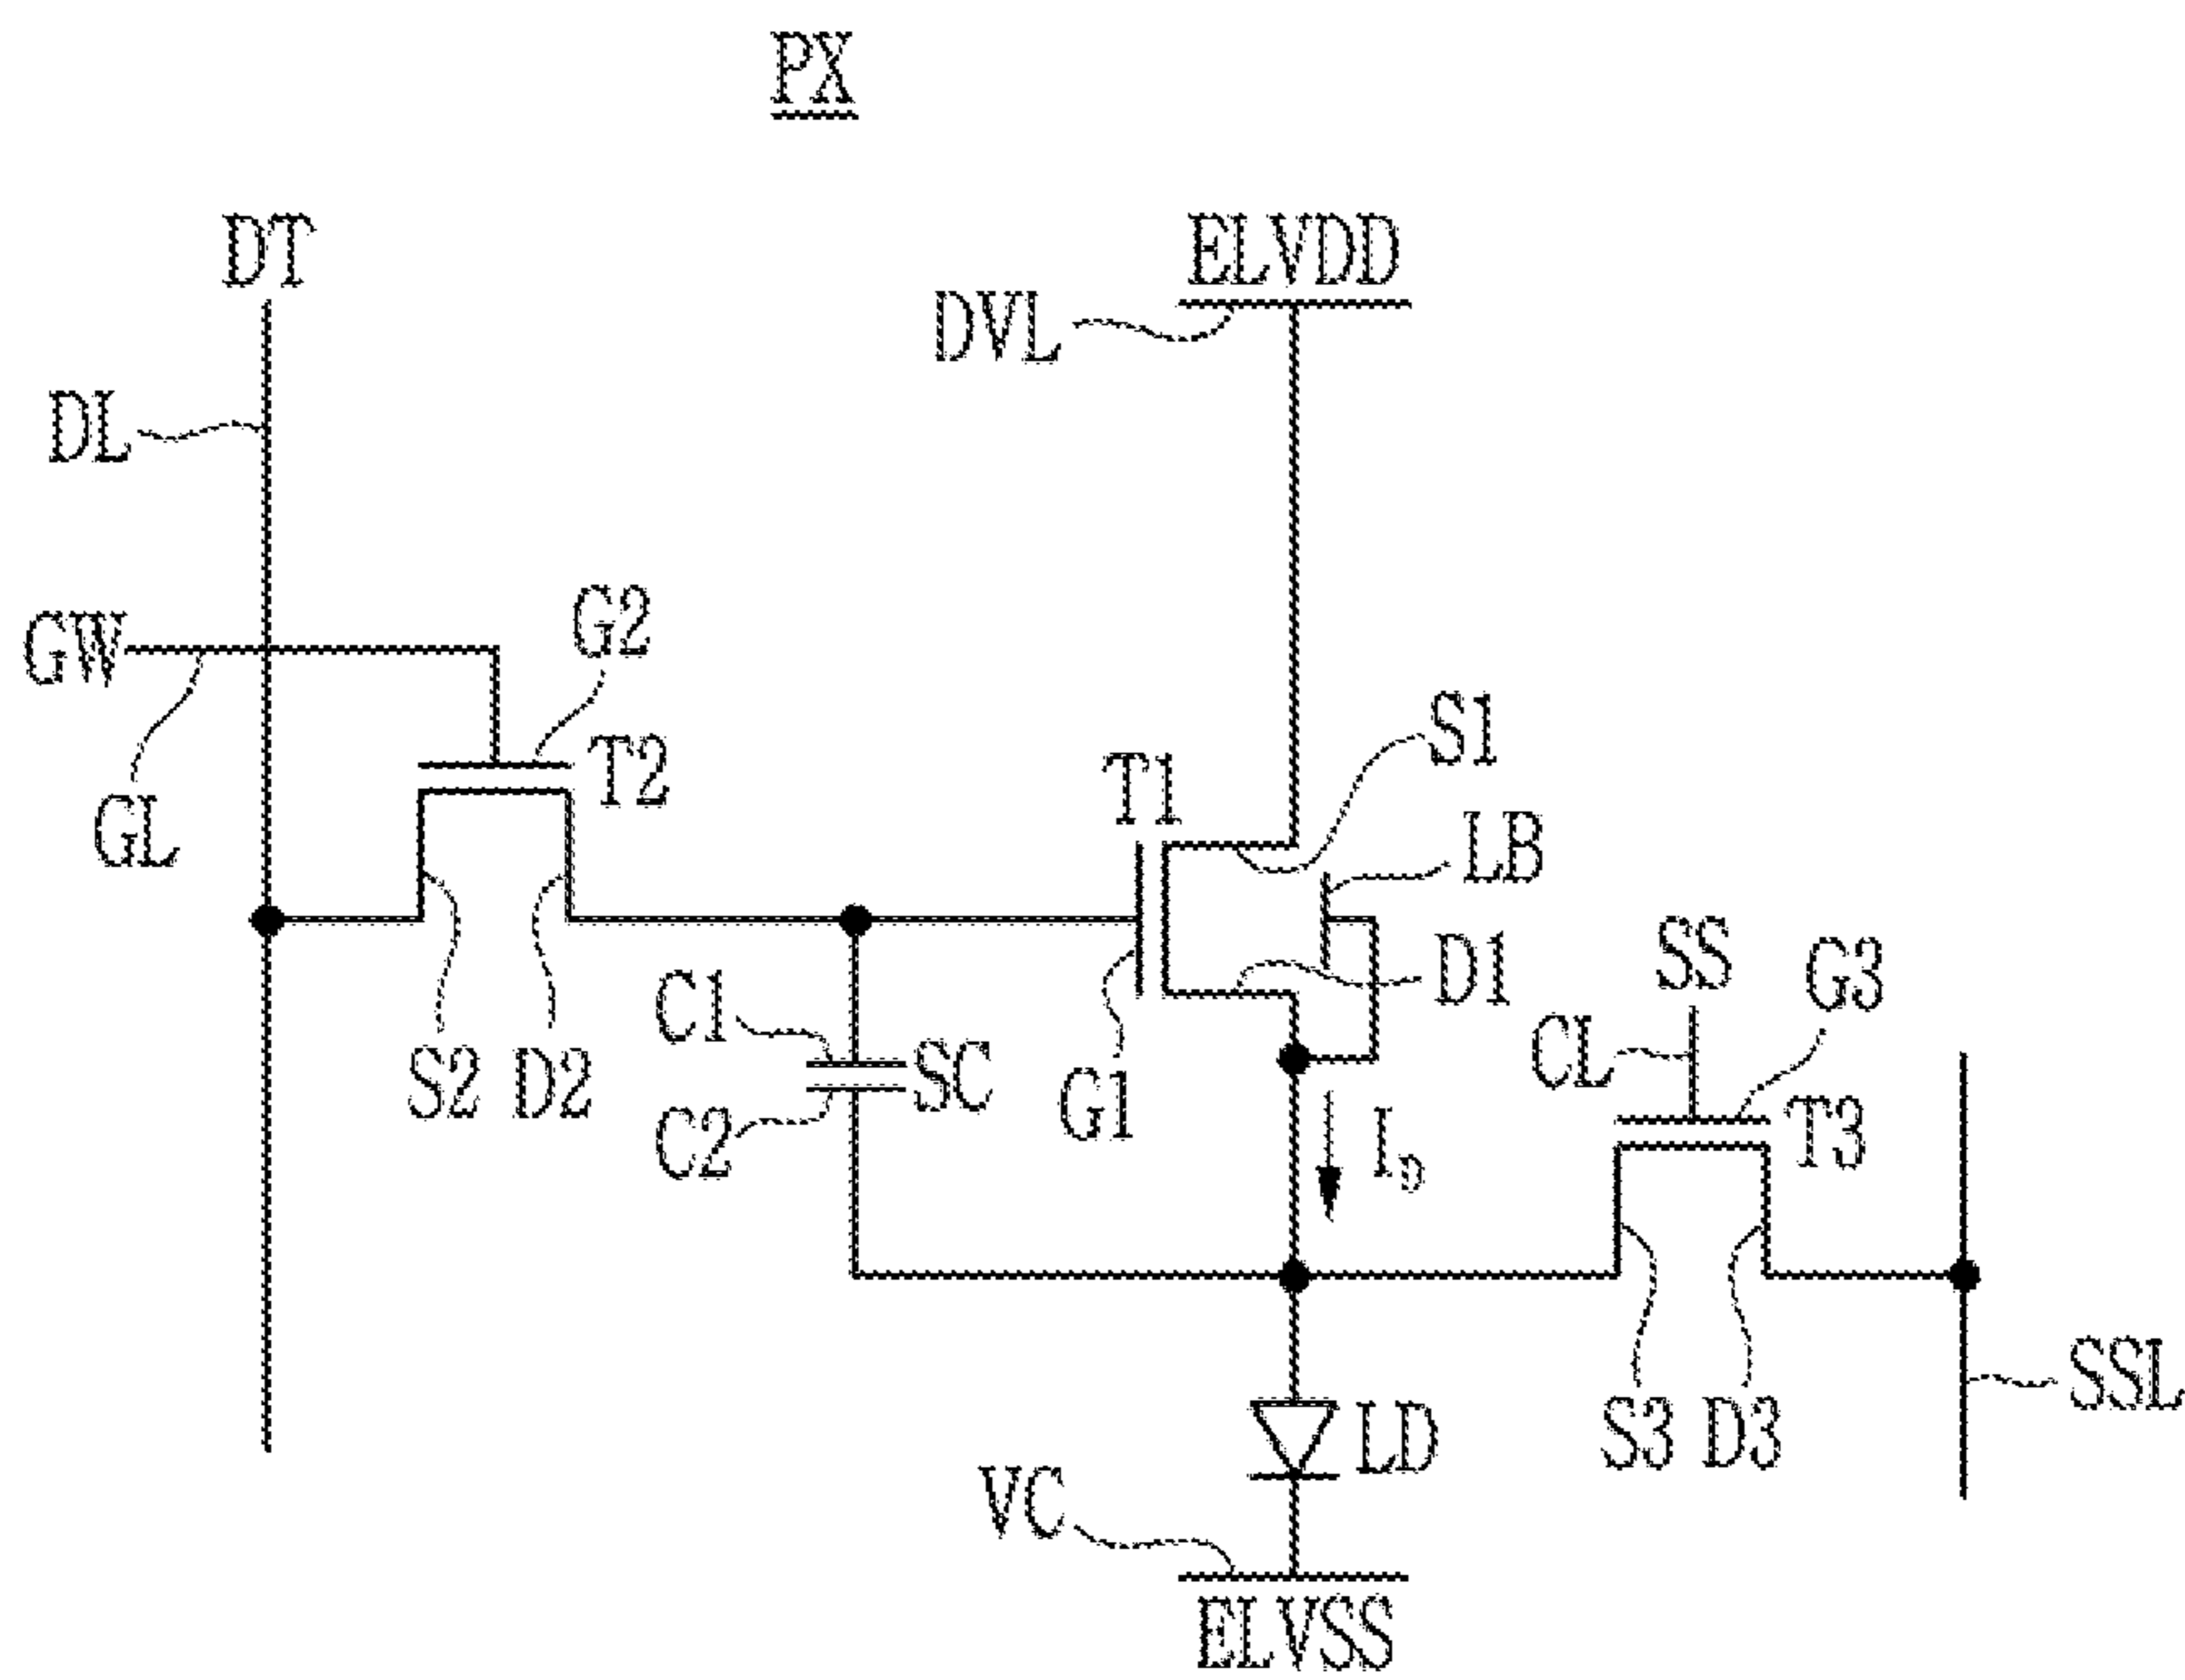 PX
DT
ELVDD
DVL
DL
GW
G2
S1
T2
T1
GL
LB
SS
G3
D1
C1
CL
SC
S2
D2
G1
C2
I_D
T3
SSL
LD
S3
D3
VC
ELVSS